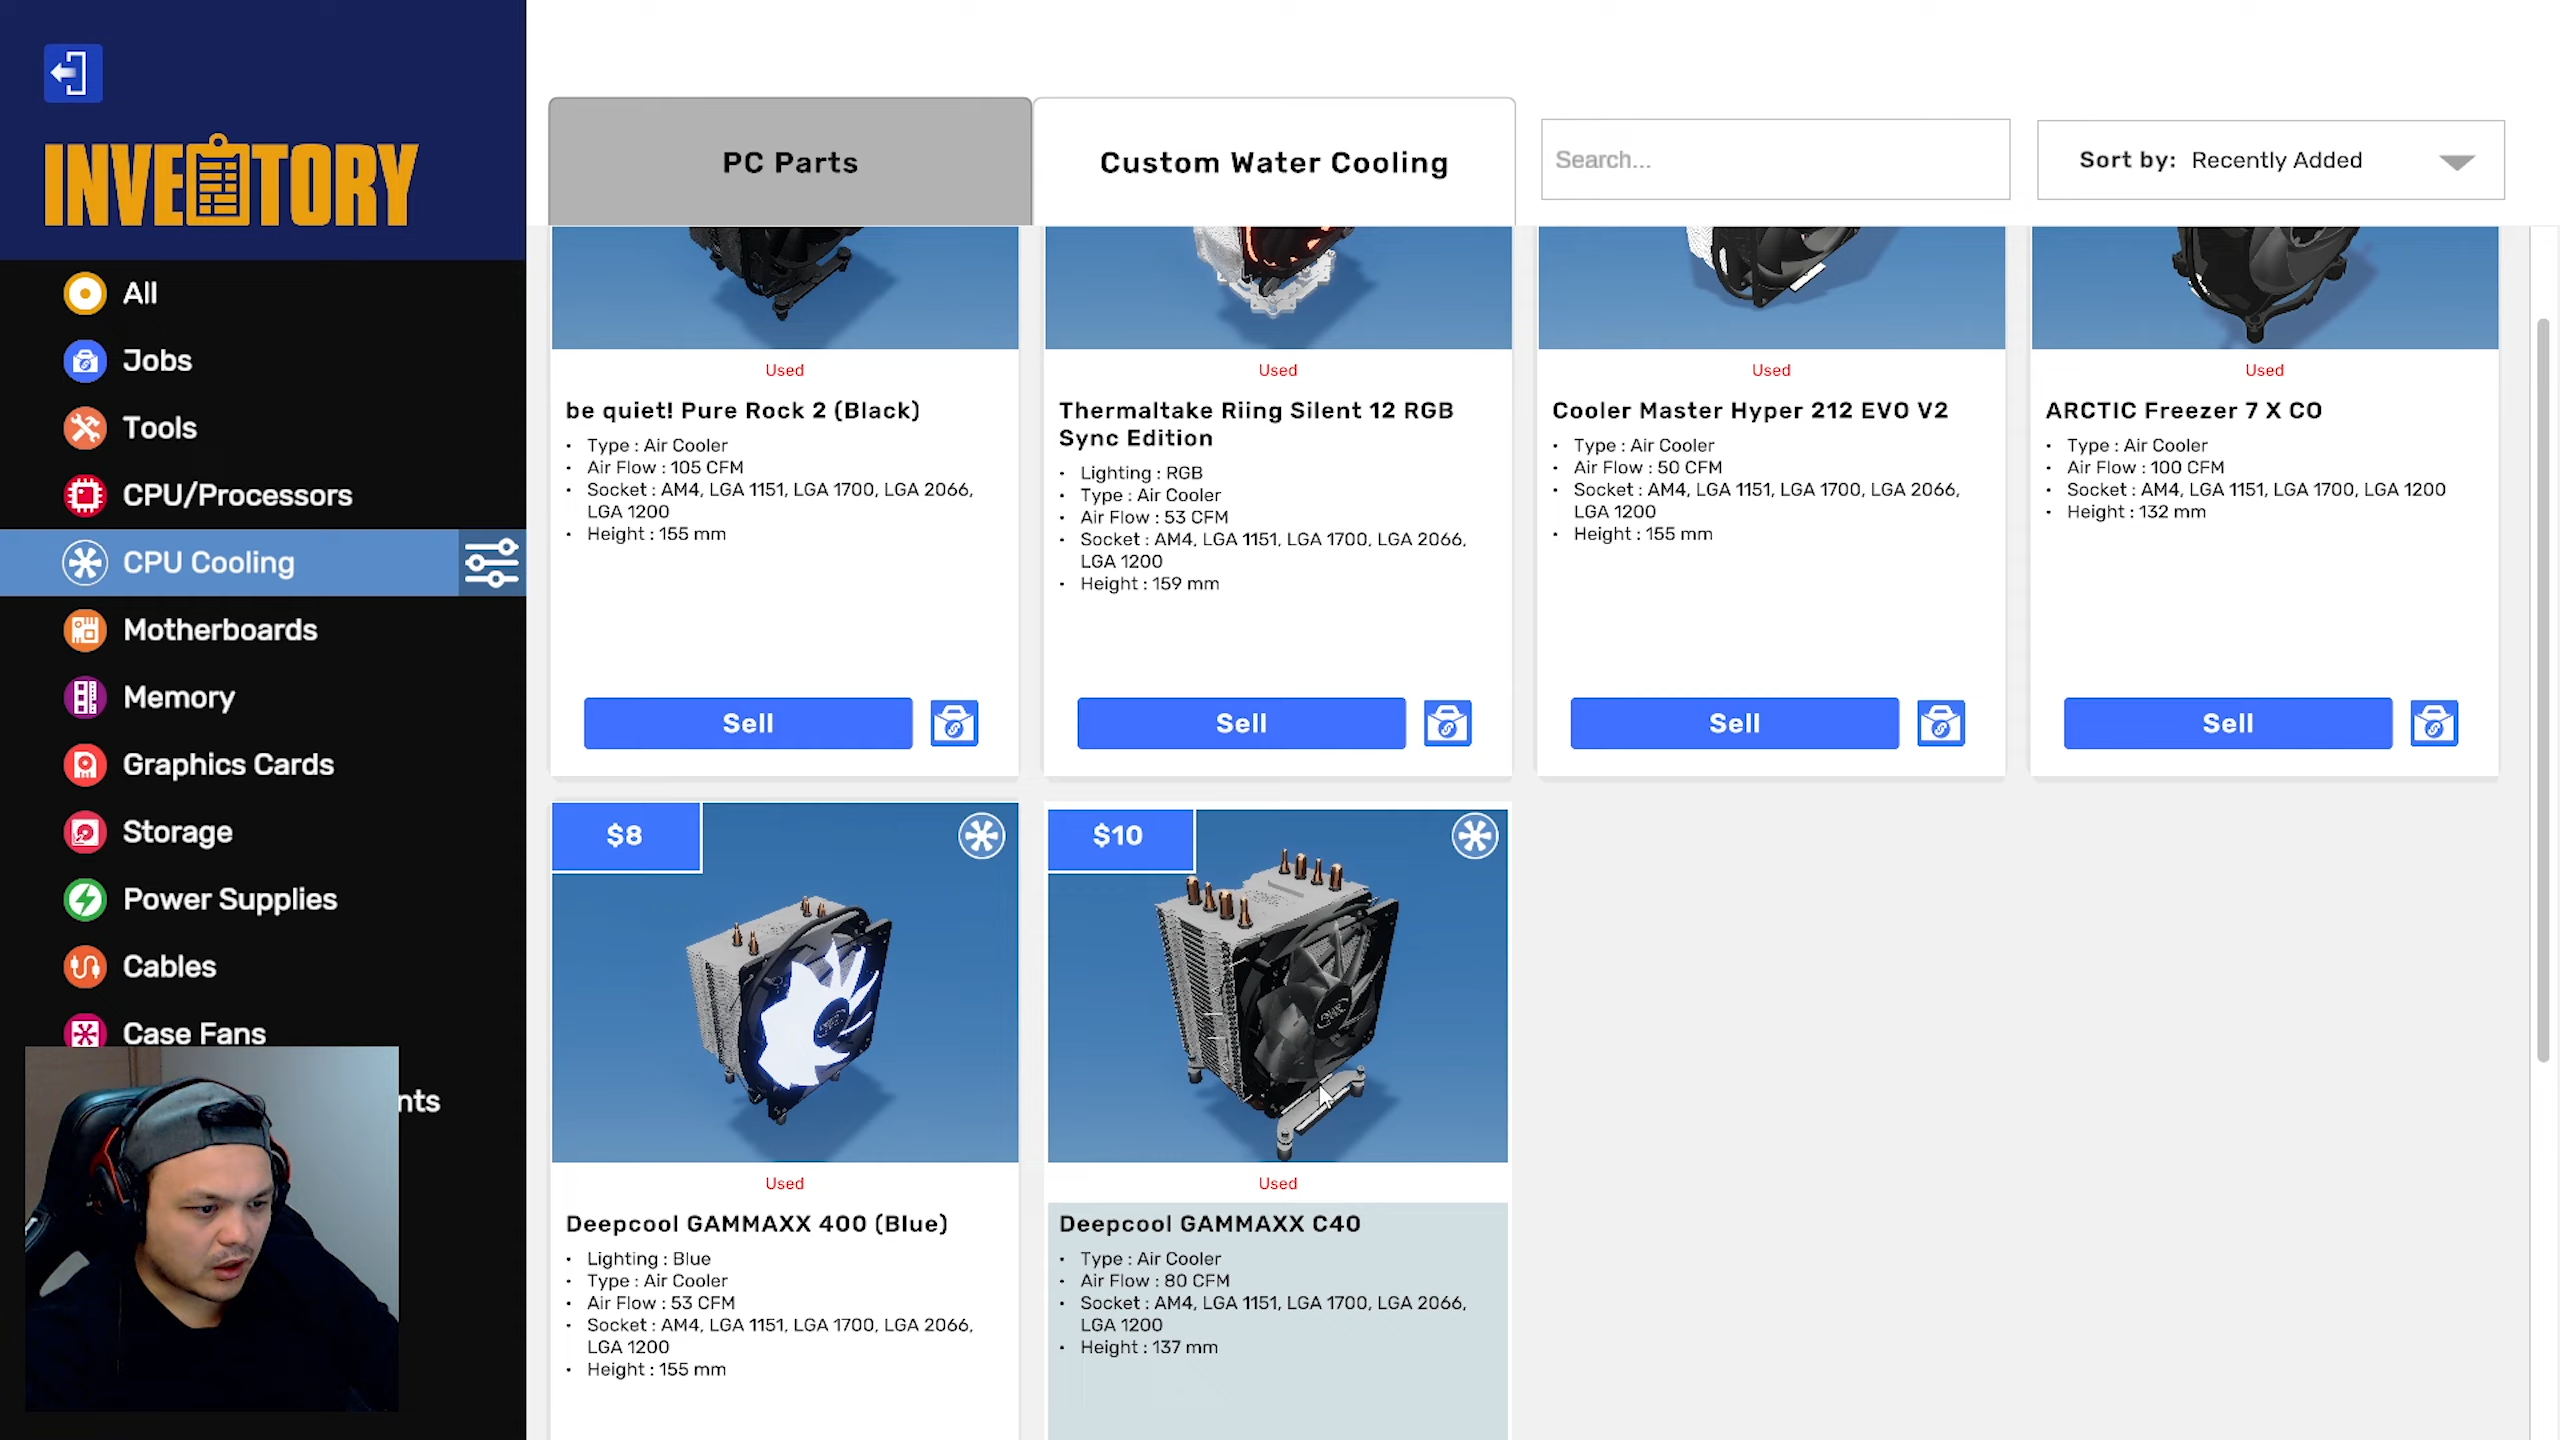 INVENTORY
All
Jobs
Tools
CPU/Processors
CPU Cooling
Motherboards
Memory
Graphics Cards
Storage
Power Supplies
Cables
Case Fans
nts
PC Parts
Custom Water Cooling
Search...
Sort by: Recently Added
Used
be quiet! Pure Rock 2 (Black)
• Type : Air Cooler
• Air Flow : 105 CFM
• Socket : AM4, LGA 1151, LGA 1700, LGA 2066,
LGA 1200
• Height : 155 mm
Sell
Used
Thermaltake Riing Silent 12 RGB
Sync Edition
• Lighting : RGB
• Type : Air Cooler
• Air Flow : 53 CFM
• Socket : AM4, LGA 1151, LGA 1700, LGA 2066,
LGA 1200
• Height : 159 mm
Sell
Used
Cooler Master Hyper 212 EVO V2
• Type : Air Cooler
• Air Flow : 50 CFM
• Socket : AM4, LGA 1151, LGA 1700, LGA 2066,
LGA 1200
• Height : 155 mm
Sell
Used
ARCTIC Freezer 7 X CO
• Type : Air Cooler
• Air Flow : 100 CFM
• Socket : AM4, LGA 1151, LGA 1700, LGA 1200
• Height : 132 mm
Sell
$8
Used
Deepcool GAMMAXX 400 (Blue)
• Lighting : Blue
• Type : Air Cooler
• Air Flow : 53 CFM
• Socket : AM4, LGA 1151, LGA 1700, LGA 2066,
LGA 1200
• Height : 155 mm
$10
Used
Deepcool GAMMAXX C40
• Type : Air Cooler
• Air Flow : 80 CFM
• Socket : AM4, LGA 1151, LGA 1700, LGA 2066,
LGA 1200
• Height : 137 mm